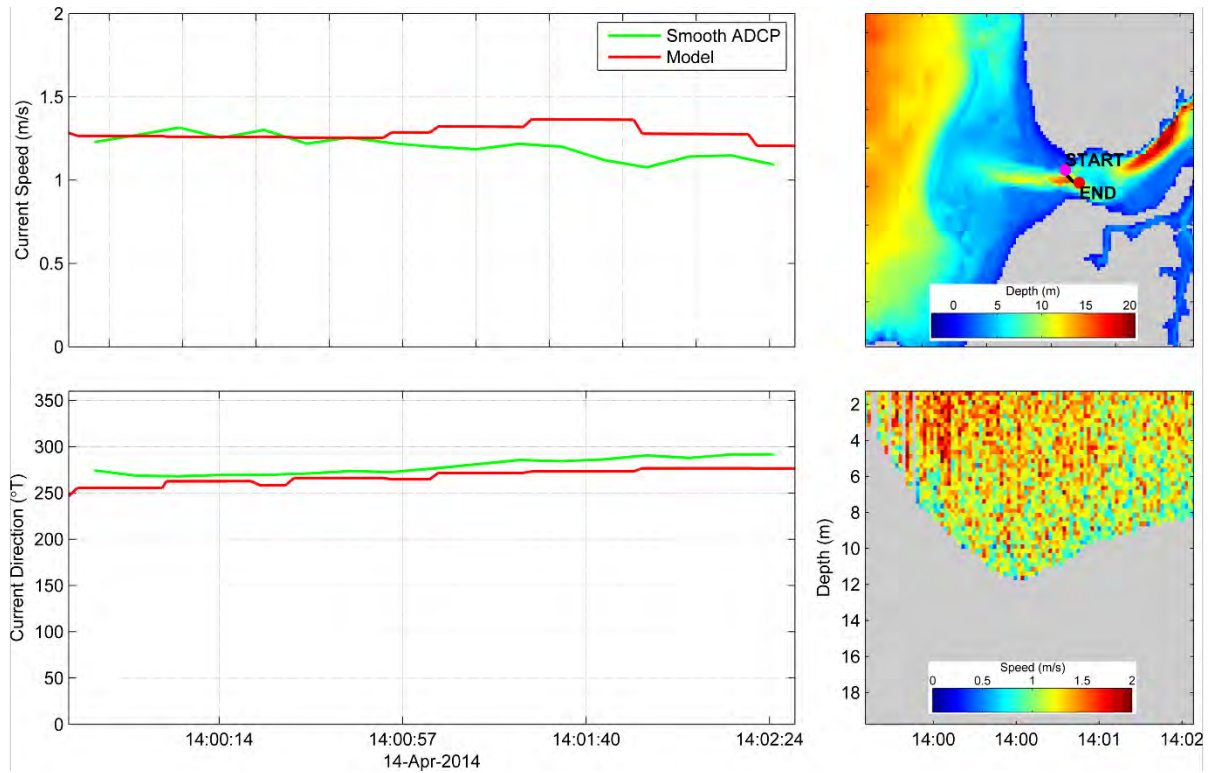 2
1.5
1
0.5
0
Current Speed (m/s)
Smooth ADCP
Model
START
END
Depth (m)
0 5 10 15 20
350
300
250
200
150
100
50
0
Current Direction (°T)
14:00:14 14:00:57 14:01:40 14:02:24
14-Apr-2014
2
4
6
8
10
12
14
16
18
Depth (m)
Speed (m/s)
0 0.5 1 1.5 2
14:00 14:00 14:01 14:02